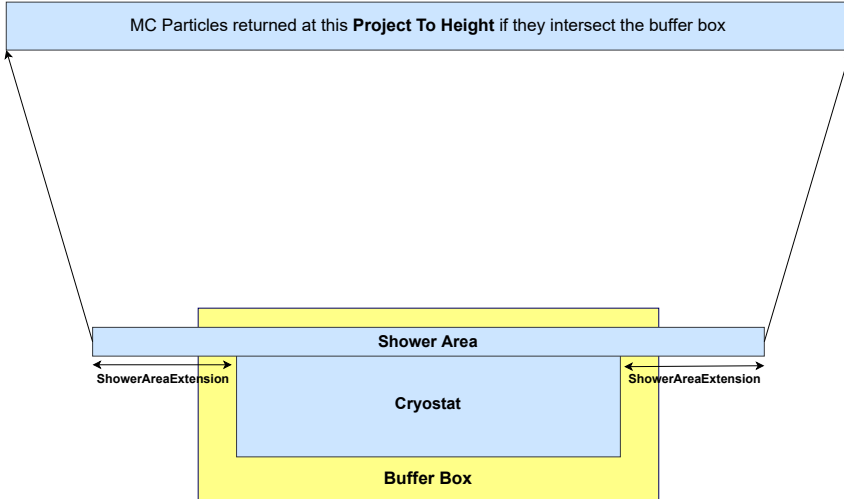 MC Particles returned at this Project To Height if they intersect the buffer box
Shower Area
ShowerAreaExtension
ShowerAreaExtension
Cryostat
Buffer Box